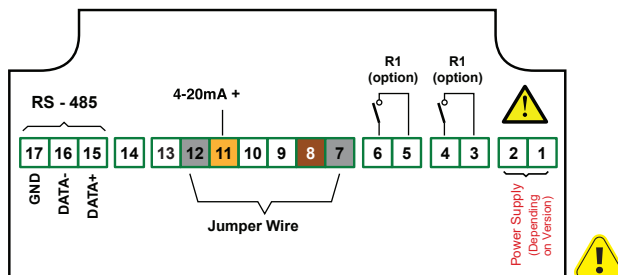 R1
(option)
R1
(option)
4-20mA +
RS - 485
17 16 15 14 13 12 11 10 9 8 7 6 5 4 3 2 1
GND
DATA-
DATA+
Jumper Wire
Power Supply
(Depending
on Version)